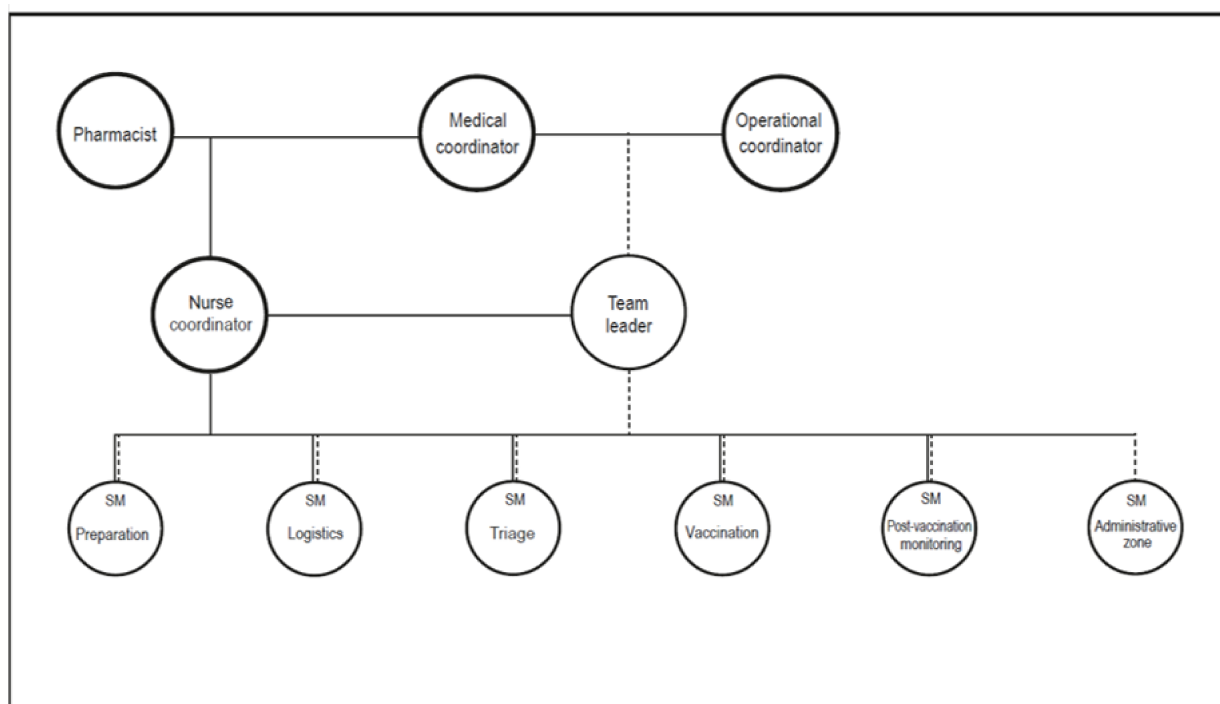 Pharmacist
Medical
coordinator
Operational
coordinator
Nurse
coordinator
Team
leader
SM
Preparation
SM
Logistics
SM
Triage
SM
Vaccination
SM
Post-vaccination
monitoring
SM
Administrative
zone